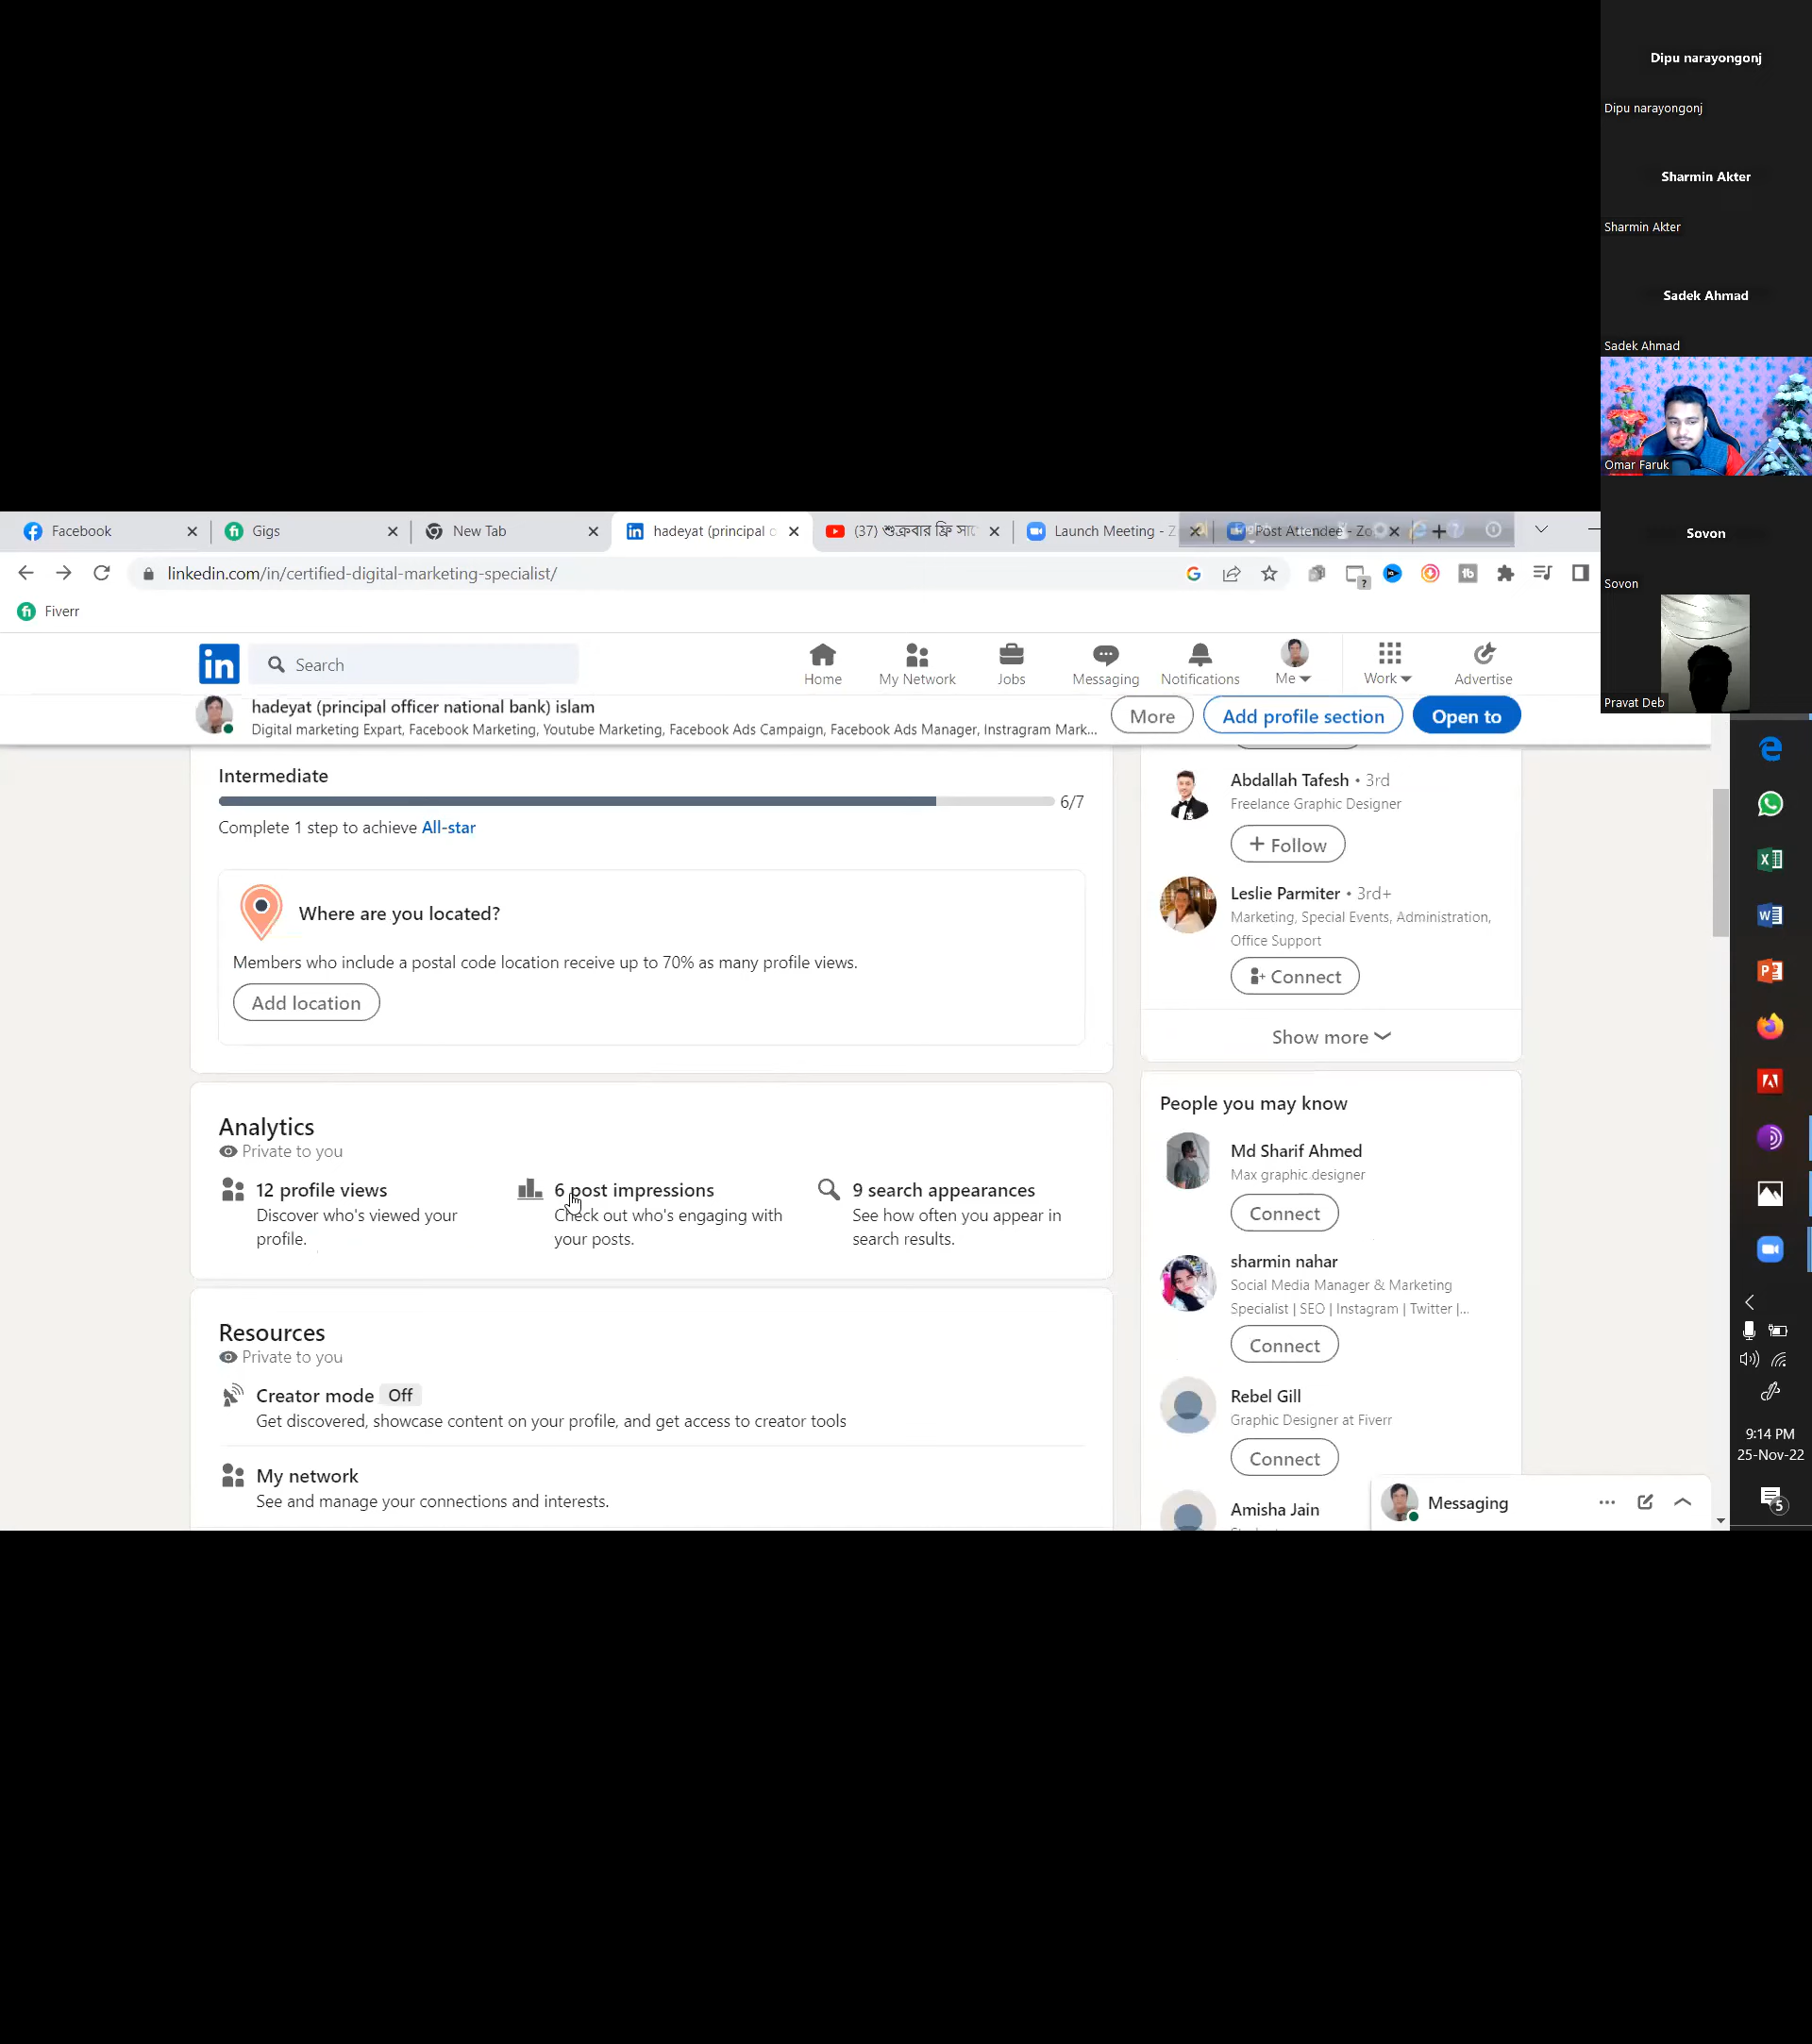 Dipu narayongonj
Dipu narayongonj
Sharmin Akter
Sharmin Akter
Sadek Ahmad
Sadek Ahmad
Omar Faruk
Sovon
Sovon
Pravat Deb
Facebook
Gigs
New Tab
hadeyat (principal o
(37) শুক্রবার ফ্রি
Launch Meeting - Z
Post Attendee - Zo
linkedin.com/in/certified-digital-marketing-specialist/
Fiverr
Search
Home
My Network
Jobs
Messaging
Notifications
Me
Work
Advertise
hadeyat (principal officer national bank) islam
Digital marketing Expart, Facebook Marketing, Youtube Marketing, Facebook Ads Campaign, Facebook Ads Manager, Instragram Mark...
More
Add profile section
Open to
Intermediate
6/7
Complete 1 step to achieve All-star
Where are you located?
Members who include a postal code location receive up to 70% as many profile views.
Add location
Analytics
Private to you
12 profile views
Discover who's viewed your
profile.
6 post impressions
Check out who's engaging with
your posts.
9 search appearances
See how often you appear in
search results.
Resources
Private to you
Creator mode Off
Get discovered, showcase content on your profile, and get access to creator tools
My network
See and manage your connections and interests.
Abdallah Tafesh • 3rd
Freelance Graphic Designer
+ Follow
Leslie Parmiter • 3rd+
Marketing, Special Events, Administration,
Office Support
Connect
Show more
People you may know
Md Sharif Ahmed
Max graphic designer
Connect
sharmin nahar
Social Media Manager & Marketing
Specialist | SEO | Instagram | Twitter |...
Connect
Rebel Gill
Graphic Designer at Fiverr
Connect
Amisha Jain
Messaging
9:14 PM
25-Nov-22
5